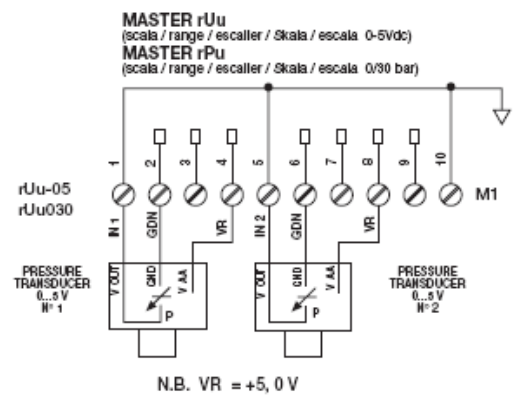 MASTER rUu
(scala / range / escaller / Skala / escala 0-5Vdc)
MASTER rPu
(scala / range / escaller / Skala / escala 0/30 bar)
1 2 3 4 5 6 7 8 9 10
rUu-05
rUu030
M1
IN 1 GDN VR IN 2 GDN VR
V OUT GND V AA V OUT GND V AA
P P
PRESSURE
TRANSDUCER
0...5 V
N° 1
PRESSURE
TRANSDUCER
0...5 V
N° 2
N.B. VR = +5, 0 V